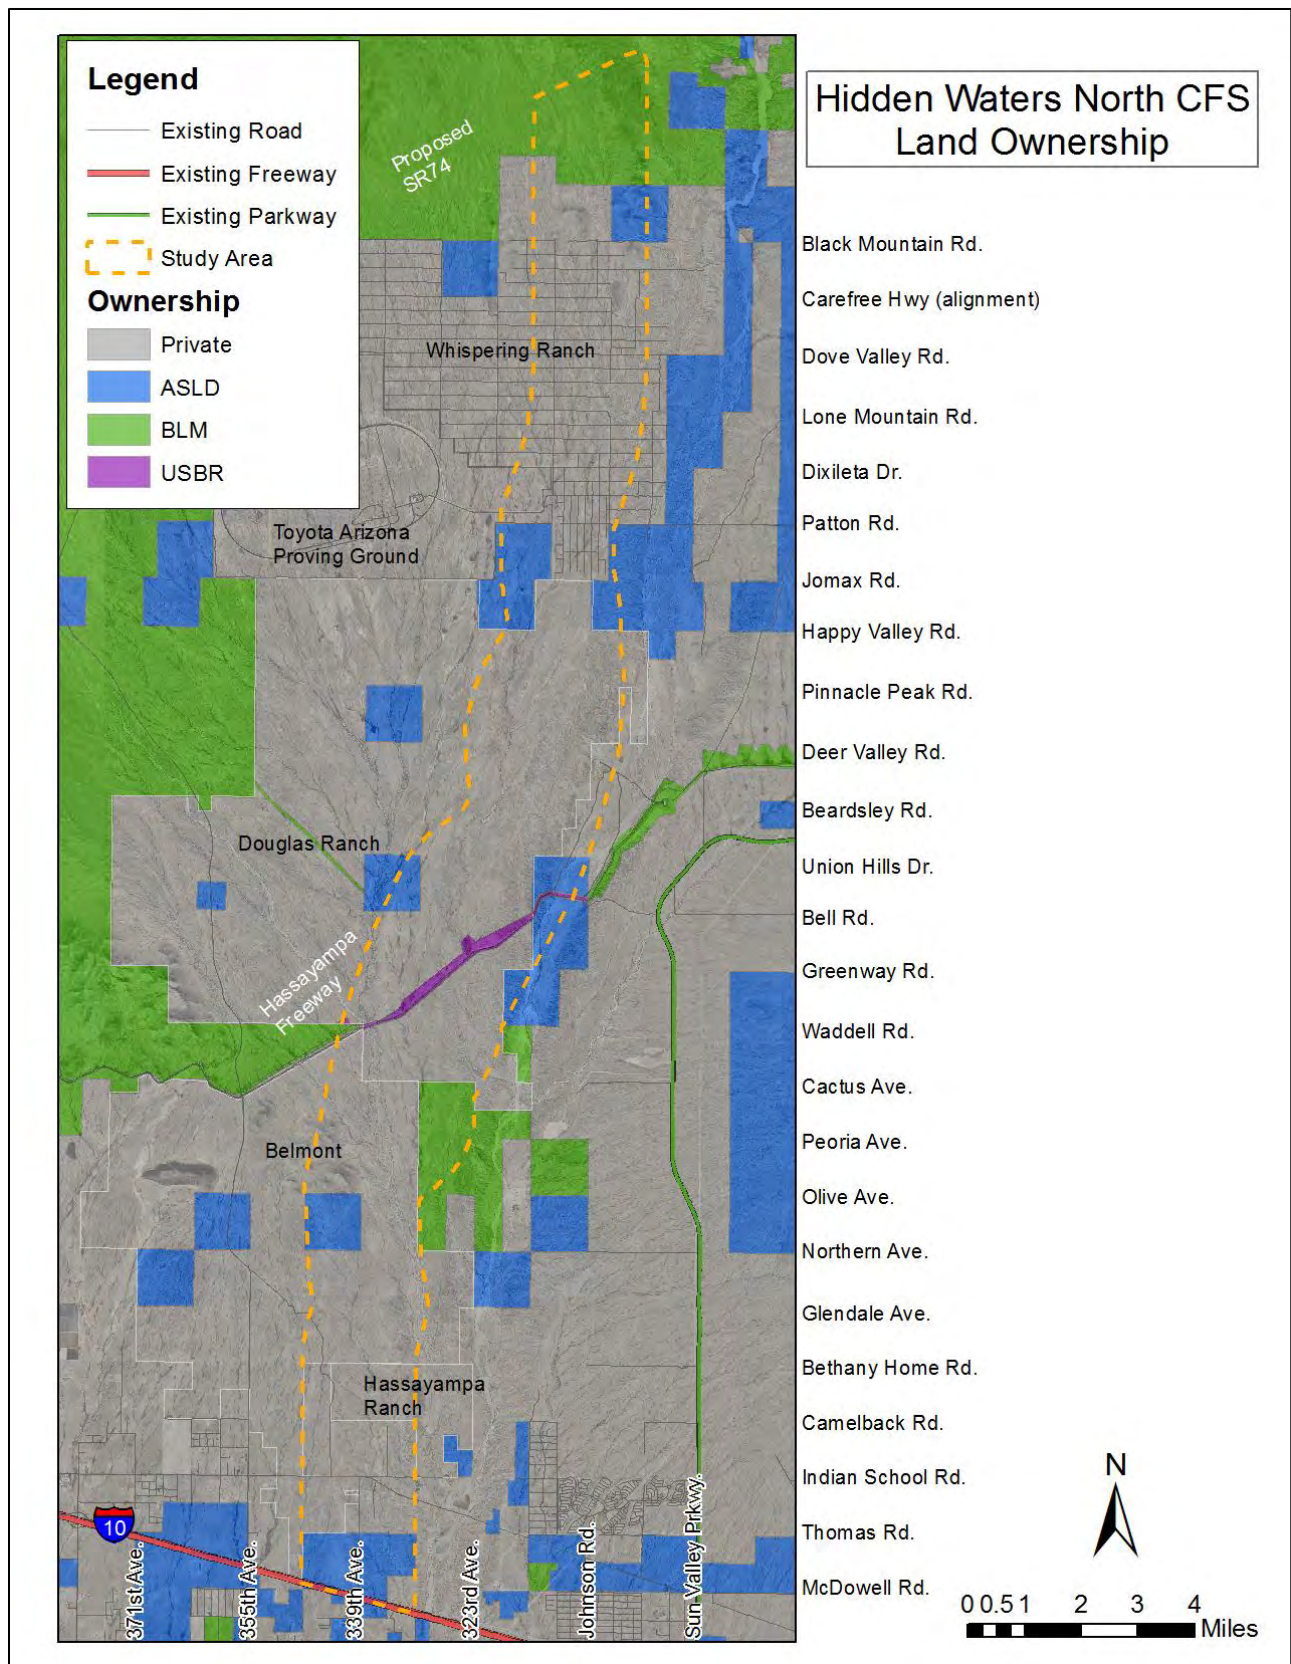 Legend
Existing Road
Existing Freeway
Existing Parkway
Study Area
Ownership
Private
ASLD
BLM
USBR
Hidden Waters North CFS
Land Ownership
Proposed
SR74
Whispering Ranch
Toyota Arizona
Proving Ground
Douglas Ranch
Hassayampa
Freeway
Belmont
Hassayampa
Ranch
Black Mountain Rd.
Carefree Hwy (alignment)
Dove Valley Rd.
Lone Mountain Rd.
Dixileta Dr.
Patton Rd.
Jomax Rd.
Happy Valley Rd.
Pinnacle Peak Rd.
Deer Valley Rd.
Beardsley Rd.
Union Hills Dr.
Bell Rd.
Greenway Rd.
Waddell Rd.
Cactus Ave.
Peoria Ave.
Olive Ave.
Northern Ave.
Glendale Ave.
Bethany Home Rd.
Camelback Rd.
Indian School Rd.
Thomas Rd.
McDowell Rd.
10
371st Ave.
355th Ave.
339th Ave.
323rd Ave.
Johnson Rd.
Sun Valley Prkwy.
N
0 0.5 1 2 3 4
Miles